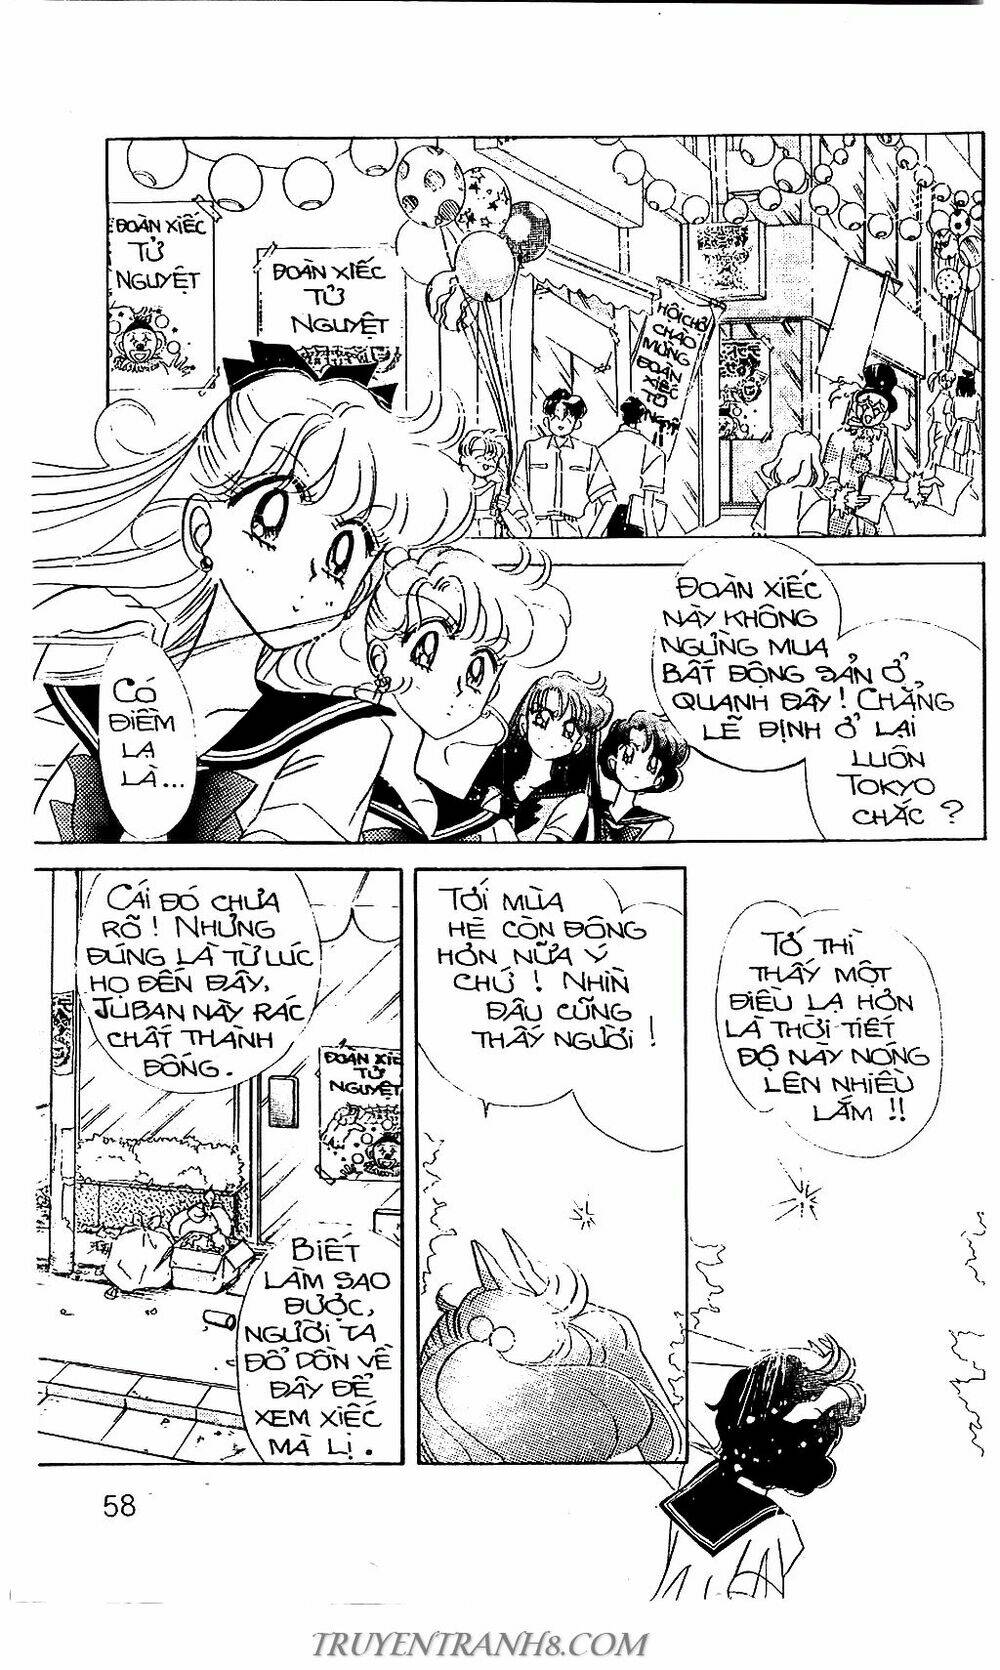 ĐOÀN XIẾC
TỬ
NGUYỆT
ĐOÀN XIẾC
TỬ
NGUYỆT
HỘI CHỢ
CHÀO
MỪNG
ĐOÀN
XIẾC
TỬ
ĐOÀN XIẾC
NÀY KHÔNG
NGỪNG MUA
BẤT ĐỘNG SẢN Ở
QUANH ĐÂY! CHẲNG
LẼ ĐỊNH Ở LẠI
LUÔN
TOKYO
CHẮC?
CÓ
ĐIỀM
LẠ
LÀ...
CÁI ĐÓ CHƯA
RÕ! NHƯNG
ĐÚNG LÀ TỪ LÚC
HỌ ĐẾN ĐÂY,
JUBAN NÀY RÁC
CHẤT THÀNH
ĐỐNG.
ĐOÀN XIẾC
TỬ
NGUYỆT
BIẾT
LÀM SAO
ĐƯỢC,
NGƯỜI TA
ĐỔ DỒN VỀ
ĐÂY ĐỂ
XEM XIẾC
MÀ LỊ.
TỚI MÙA
HÈ CÒN ĐÔNG
HƠN NỮA Ý
CHỨ! NHÌN
ĐÂU CŨNG
THẤY NGƯỜI!
TỚ THÌ
THẤY MỘT
ĐIỀU LẠ HƠN
LÀ THỜI TIẾT
ĐỘ NÀY NÓNG
LÊN NHIỀU
LẮM!!
58
TRUYENTRANH8.COM